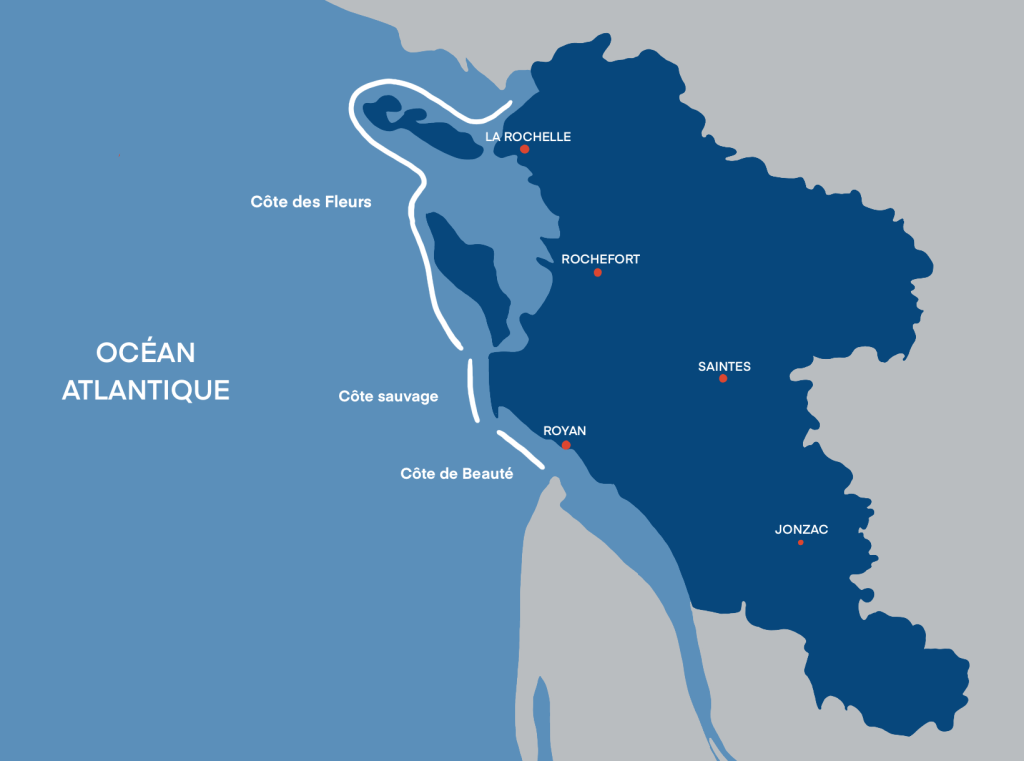 LA ROCHELLE
Côte des Fleurs
ROCHEFORT
OCÉAN
ATLANTIQUE
SAINTES
Côte sauvage
ROYAN
Côte de Beauté
JONZAC